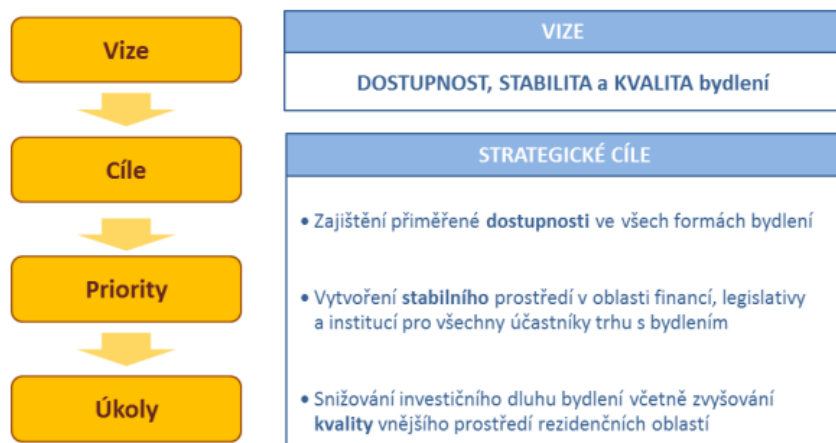 Vize
Cíle
Priority
Úkoly
VIZE
DOSTUPNOST, STABILITA a KVALITA bydlení
STRATEGICKÉ CÍLE
• Zajištění přiměřené dostupnosti ve všech formách bydlení
• Vytvoření stabilního prostředí v oblasti financí, legislativy
a institucí pro všechny účastníky trhu s bydlením
• Snižování investičního dluhu bydlení včetně zvyšování
kvality vnějšího prostředí rezidenčních oblastí